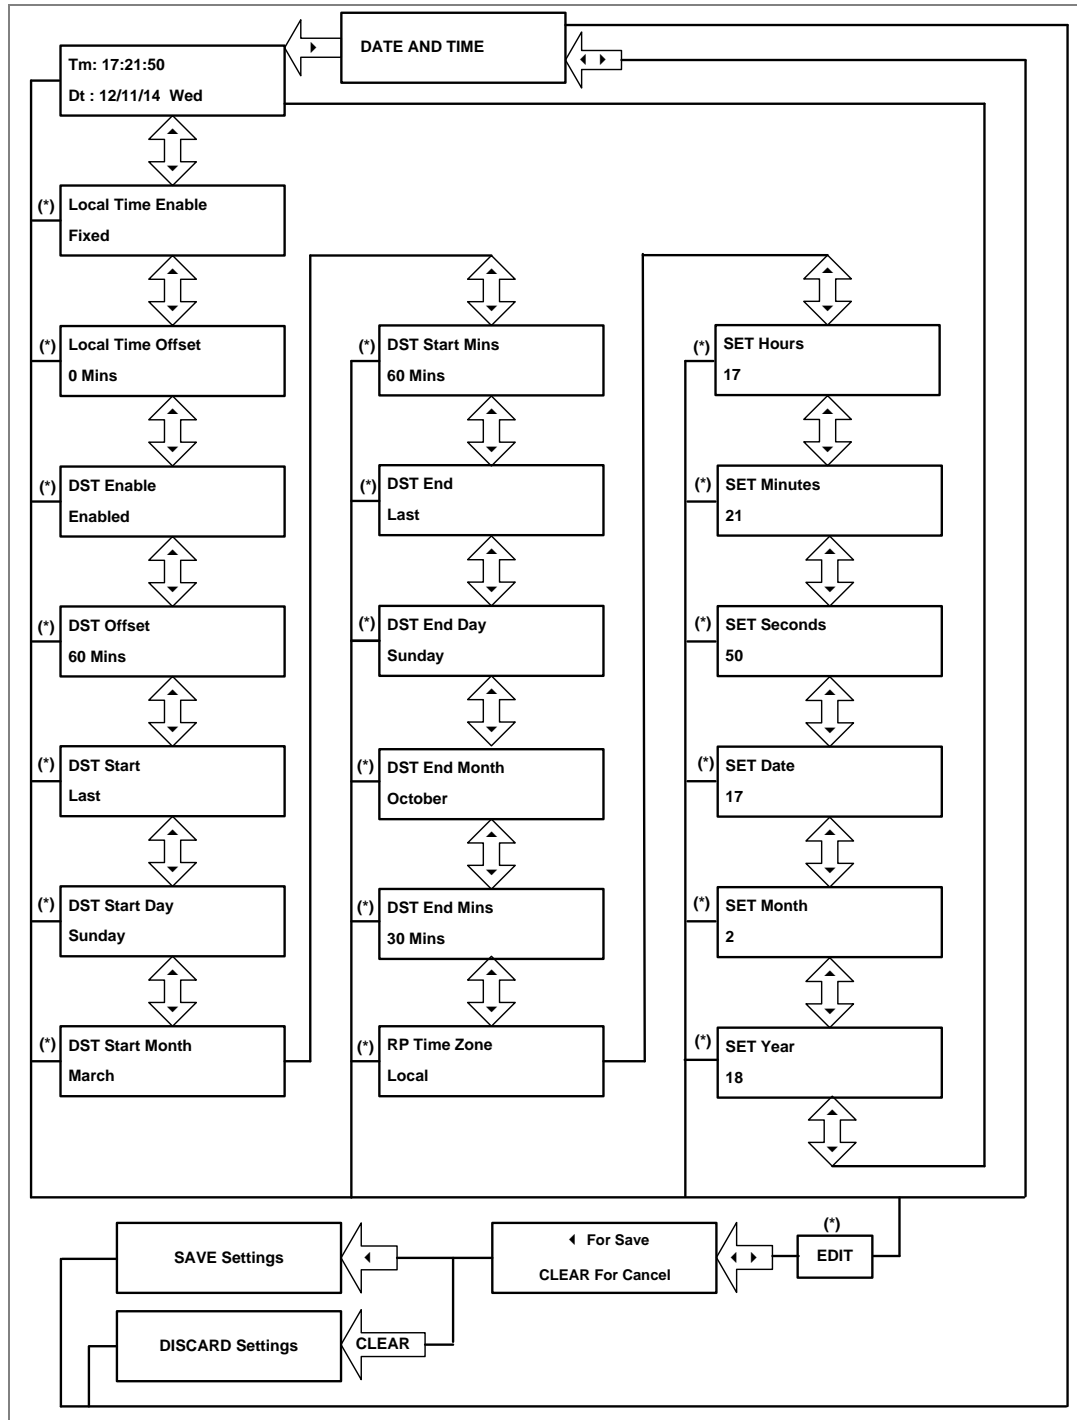 DATE AND TIME
Tm: 17:21:50
Dt : 12/11/14 Wed
(*)
Local Time Enable
Fixed
(*)
Local Time Offset
0 Mins
(*)
DST Enable
Enabled
(*)
DST Offset
60 Mins
(*)
DST Start
Last
(*)
DST Start Day
Sunday
(*)
DST Start Month
March
(*)
DST Start Mins
60 Mins
(*)
DST End
Last
(*)
DST End Day
Sunday
(*)
DST End Month
October
(*)
DST End Mins
30 Mins
(*)
RP Time Zone
Local
(*)
SET Hours
17
(*)
SET Minutes
21
(*)
SET Seconds
50
(*)
SET Date
17
(*)
SET Month
2
(*)
SET Year
18
(*)
EDIT
For Save
CLEAR For Cancel
SAVE Settings
CLEAR
DISCARD Settings